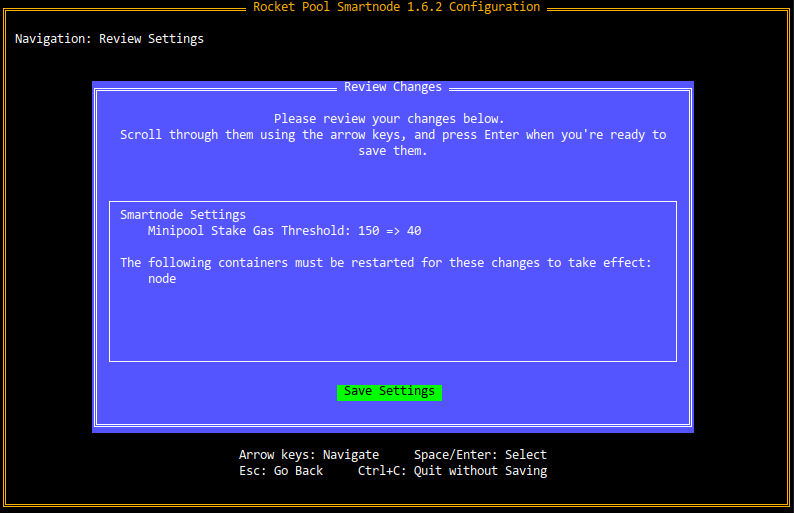 Rocket Pool Smartnode 1.6.2 Configuration
Navigation: Review Settings
Review Changes
Please review your changes below.
Scroll through them using the arrow keys, and press Enter when you're ready to
save them.
Smartnode Settings
Minipool Stake Gas Threshold: 150 => 40
The following containers must be restarted for these changes to take effect:
node
Save Settings
Arrow keys: Navigate     Space/Enter: Select
Esc: Go Back     Ctrl+C: Quit without Saving